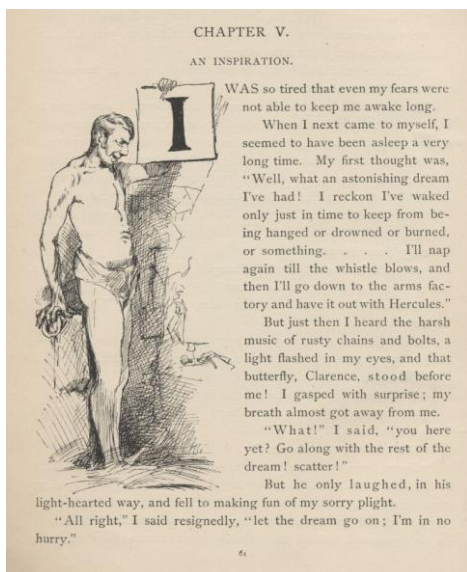 CHAPTER V.
AN INSPIRATION.
I WAS so tired that even my fears were
not able to keep me awake long.
When I next came to myself, I
seemed to have been asleep a very
long time. My first thought was,
"Well, what an astonishing dream
I've had! I reckon I've waked
only just in time to keep from be-
ing hanged or drowned or burned,
or something. . . . I'll nap
again till the whistle blows, and
then I'll go down to the arms fac-
tory and have it out with Hercules."
But just then I heard the harsh
music of rusty chains and bolts, a
light flashed in my eyes, and that
butterfly, Clarence, stood before
me! I gasped with surprise; my
breath almost got away from me.
"What!" I said, "you here
yet? Go along with the rest of the
dream! scatter!"
But he only laughed, in his
light-hearted way, and fell to making fun of my sorry plight.
"All right," I said resignedly, "let the dream go on; I'm in no
hurry."